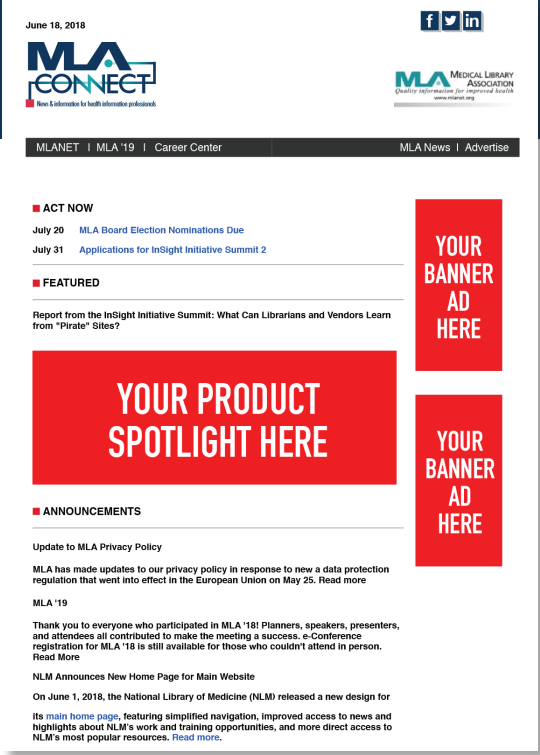 June 18, 2018
MLA
CONNECT
News & information for health information professionals
MLA MEDICAL LIBRARY
ASSOCIATION
Quality information for improved health
www.mlanet.org
MLANET | MLA '19 | Career Center
MLA News | Advertise
ACT NOW
July 20 MLA Board Election Nominations Due
July 31 Applications for InSight Initiative Summit 2
FEATURED
Report from the InSight Initiative Summit: What Can Librarians and Vendors Learn
from "Pirate" Sites?
YOUR PRODUCT
SPOTLIGHT HERE
YOUR
BANNER
AD
HERE
YOUR
BANNER
AD
HERE
ANNOUNCEMENTS
Update to MLA Privacy Policy
MLA has made updates to our privacy policy in response to new a data protection
regulation that went into effect in the European Union on May 25. Read more
MLA '19
Thank you to everyone who participated in MLA '18! Planners, speakers, presenters,
and attendees all contributed to make the meeting a success. e-Conference
registration for MLA '18 is still available for those who couldn't attend in person.
Read More
NLM Announces New Home Page for Main Website
On June 1, 2018, the National Library of Medicine (NLM) released a new design for
its main home page, featuring simplified navigation, improved access to news and
highlights about NLM's work and training opportunities, and more direct access to
NLM's most popular resources. Read more.